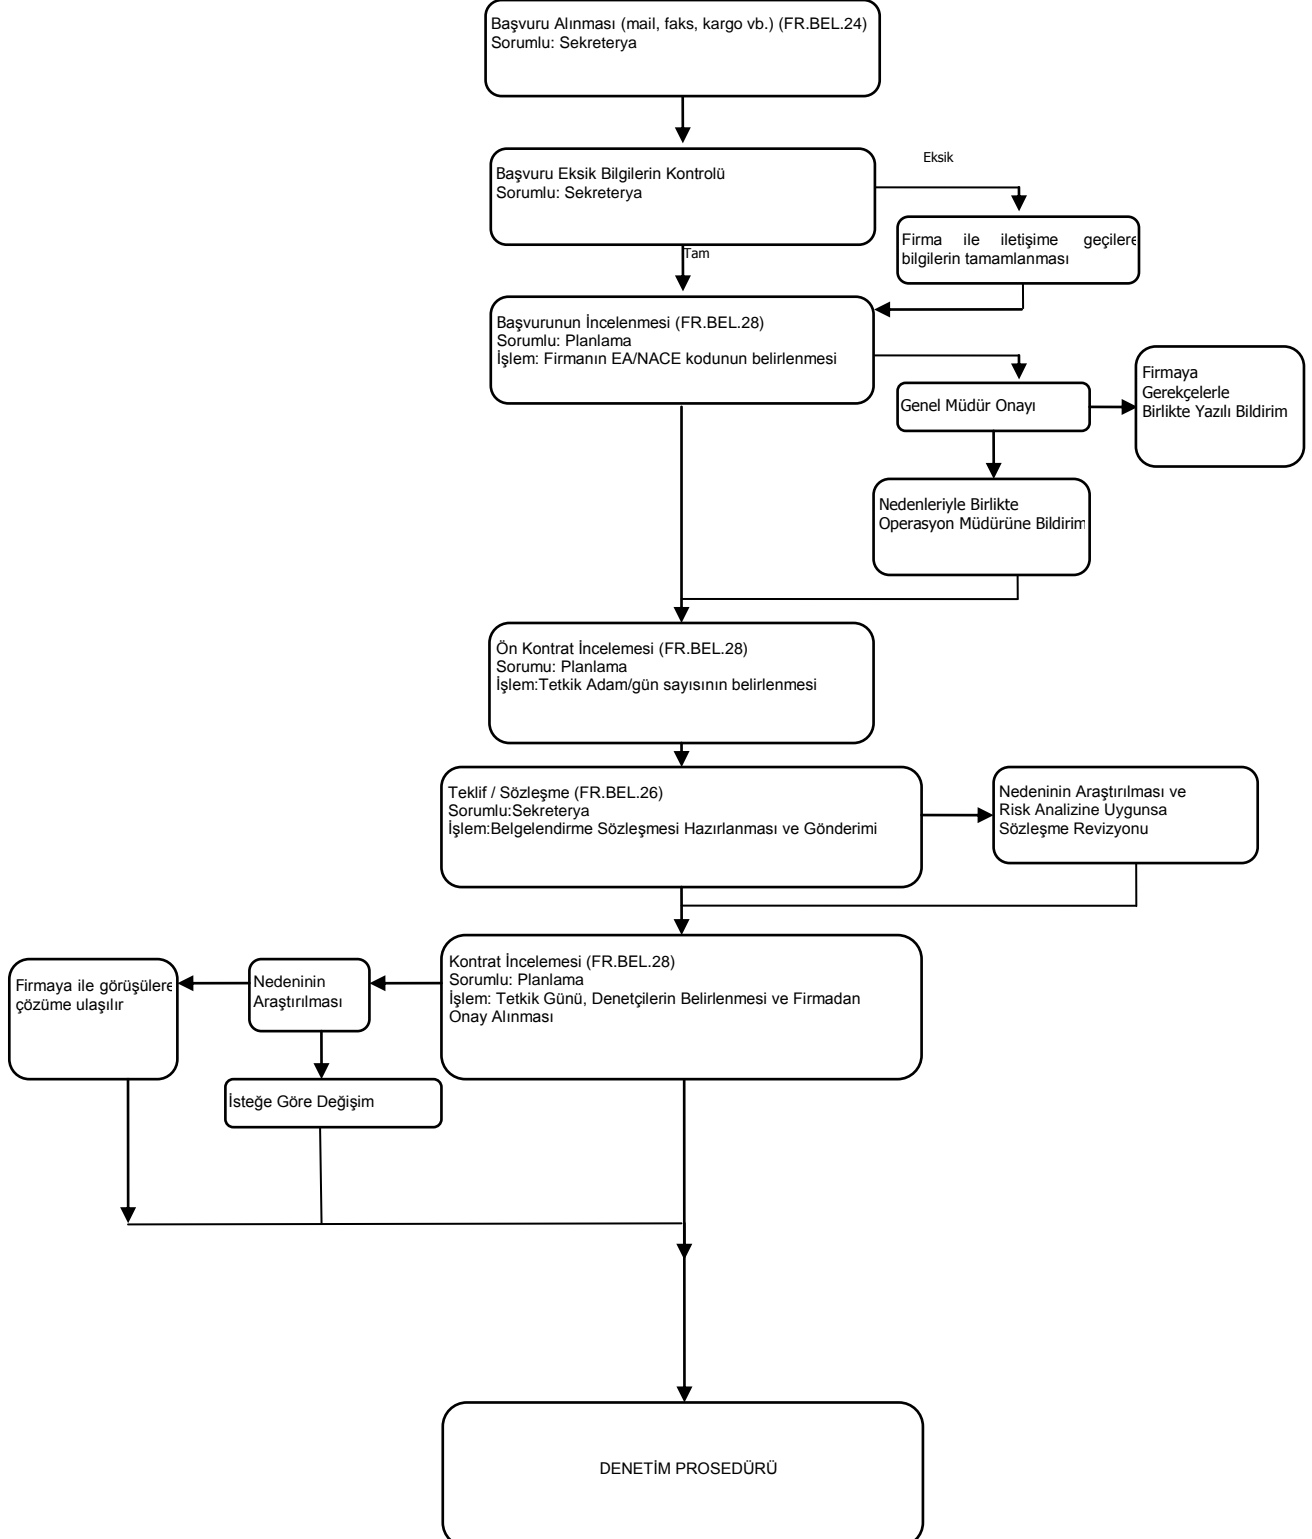 Başvuru Alınması (mail, faks, kargo vb.) (FR.BEL.24)
Sorumlu: Sekreterya
Başvuru Eksik Bilgilerin Kontrolü
Sorumlu: Sekreterya
Eksik
Firma ile iletişime geçilere
bilgilerin tamamlanması
Tam
Başvurunun İncelenmesi (FR.BEL.28)
Sorumlu: Planlama
İşlem: Firmanın EA/NACE kodunun belirlenmesi
Genel Müdür Onayı
Firmaya
Gerekçelerle
Birlikte Yazılı Bildirim
Nedenleriyle Birlikte
Operasyon Müdürüne Bildirim
Ön Kontrat İncelemesi (FR.BEL.28)
Sorumu: Planlama
İşlem:Tetkik Adam/gün sayısının belirlenmesi
Teklif / Sözleşme (FR.BEL.26)
Sorumlu:Sekreterya
İşlem:Belgelendirme Sözleşmesi Hazırlanması ve Gönderimi
Nedeninin Araştırılması ve
Risk Analizine Uygunsa
Sözleşme Revizyonu
Kontrat İncelemesi (FR.BEL.28)
Sorumlu: Planlama
İşlem: Tetkik Günü, Denetçilerin Belirlenmesi ve Firmadan
Onay Alınması
Nedeninin
Araştırılması
Firmaya ile görüşülere
çözüme ulaşılır
İsteğe Göre Değişim
DENETİM PROSEDÜRÜ